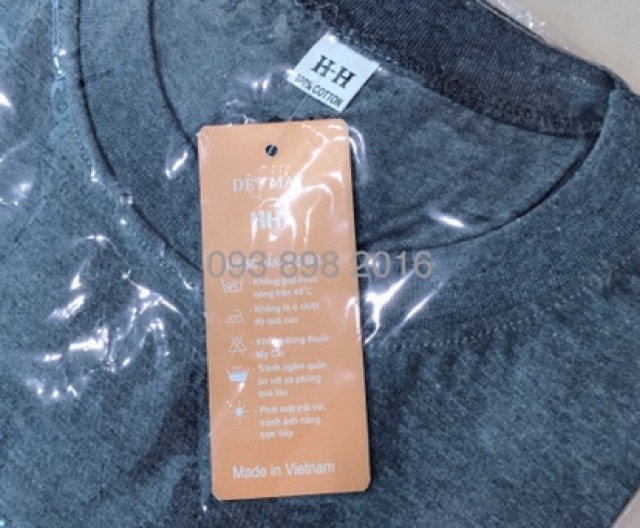 H-H
100% COTTON
DỆT MAY
HH
093 898 2016
40°
- Không giặt nước
nóng trên 40°C
- Không là ở nhiệt
độ quá cao
- Không dùng thuốc
tẩy
- Tránh ngâm quần
áo với xà phòng
quá lâu
- Phơi mặt trái vải,
tránh ánh nắng
trực tiếp
Made in Vietnam